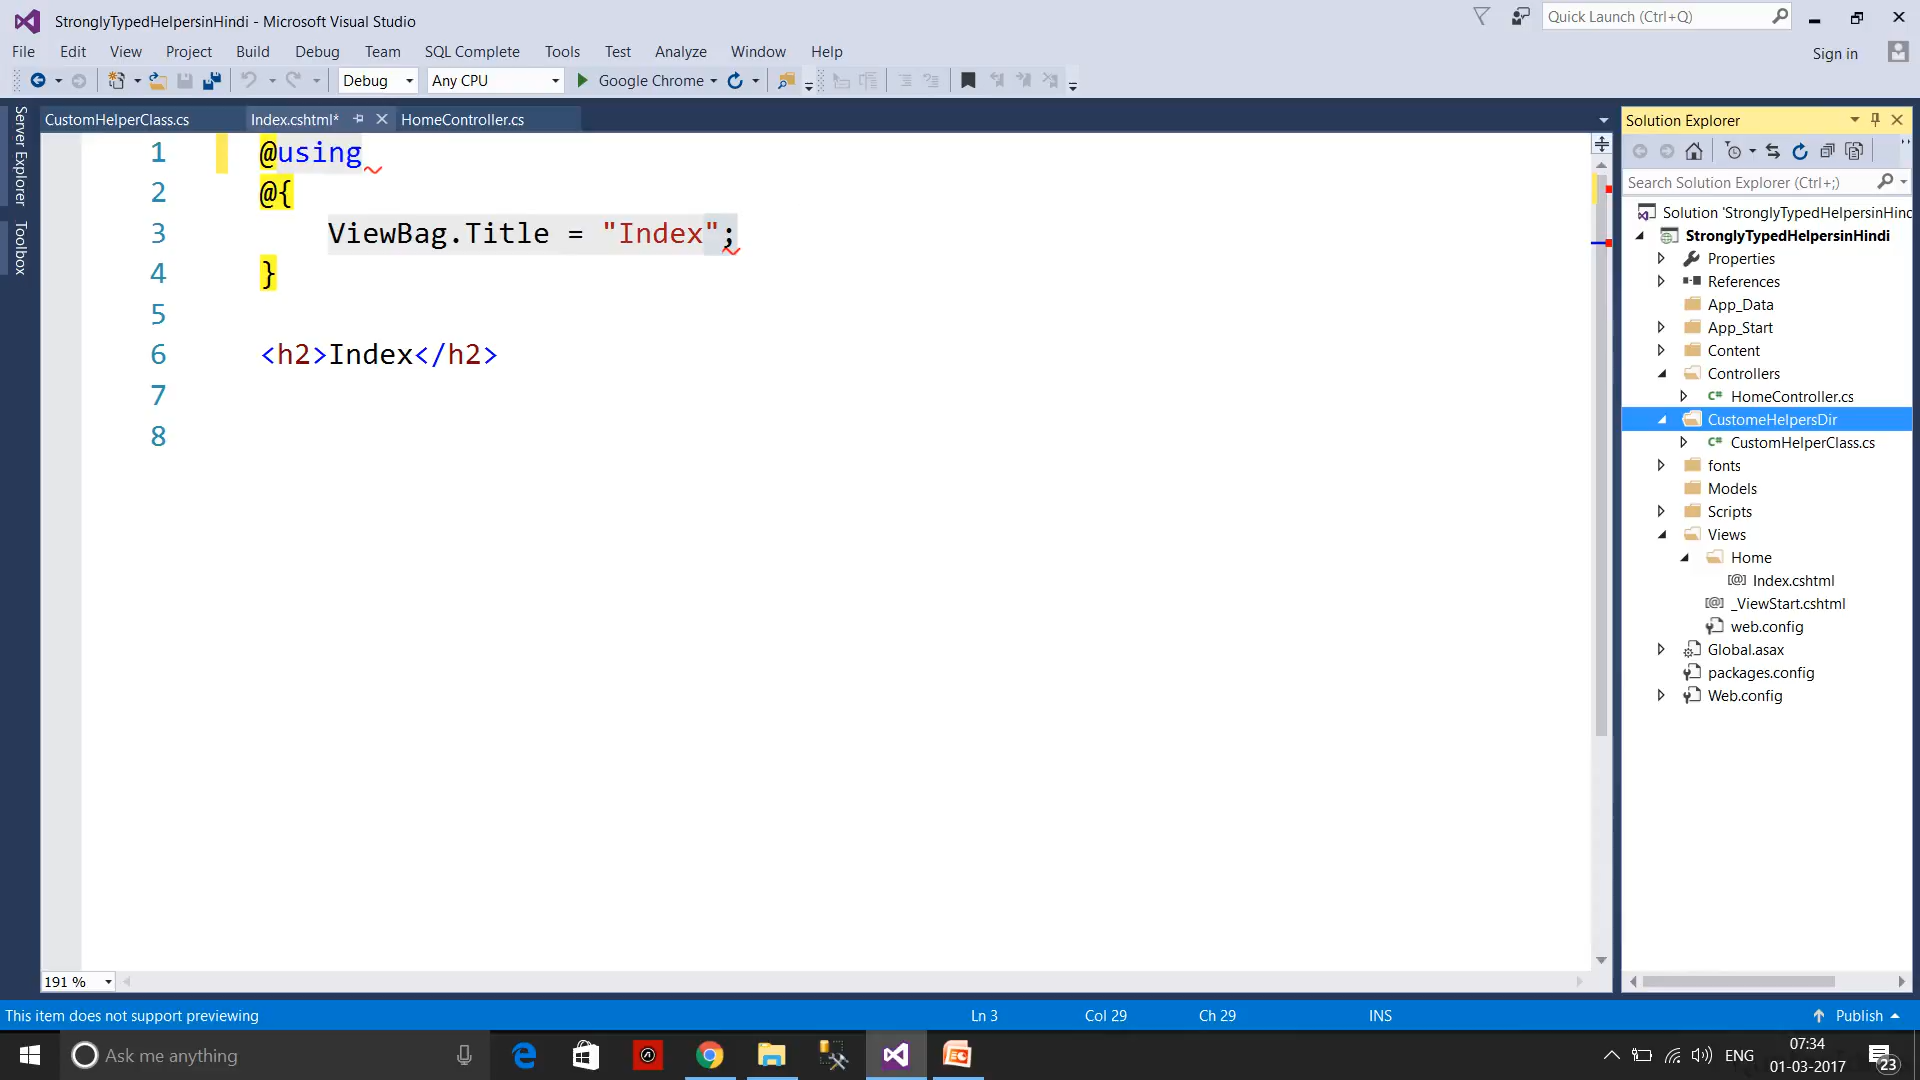 StronglyTypedHelpersinHindi - Microsoft Visual Studio
Quick Launch (Ctrl+Q)
File Edit View Project Build Debug Team SQL Complete Tools Test Analyze Window Help
Sign in
Debug Any CPU Google Chrome
Server Explorer
Toolbox
CustomHelperClass.cs Index.cshtml* HomeController.cs
1 @using
2 @{
3 ViewBag.Title = "Index";
4 }
5
6 <h2>Index</h2>
7
8
191 %
Solution Explorer
Search Solution Explorer (Ctrl+;)
Solution 'StronglyTypedHelpersinHind
StronglyTypedHelpersinHindi
Properties
References
App_Data
App_Start
Content
Controllers
HomeController.cs
CustomeHelpersDir
CustomHelperClass.cs
fonts
Models
Scripts
Views
Home
Index.cshtml
_ViewStart.cshtml
web.config
Global.asax
packages.config
Web.config
This item does not support previewing Ln 3 Col 29 Ch 29 INS Publish
Ask me anything
ENG
07:34
01-03-2017
23